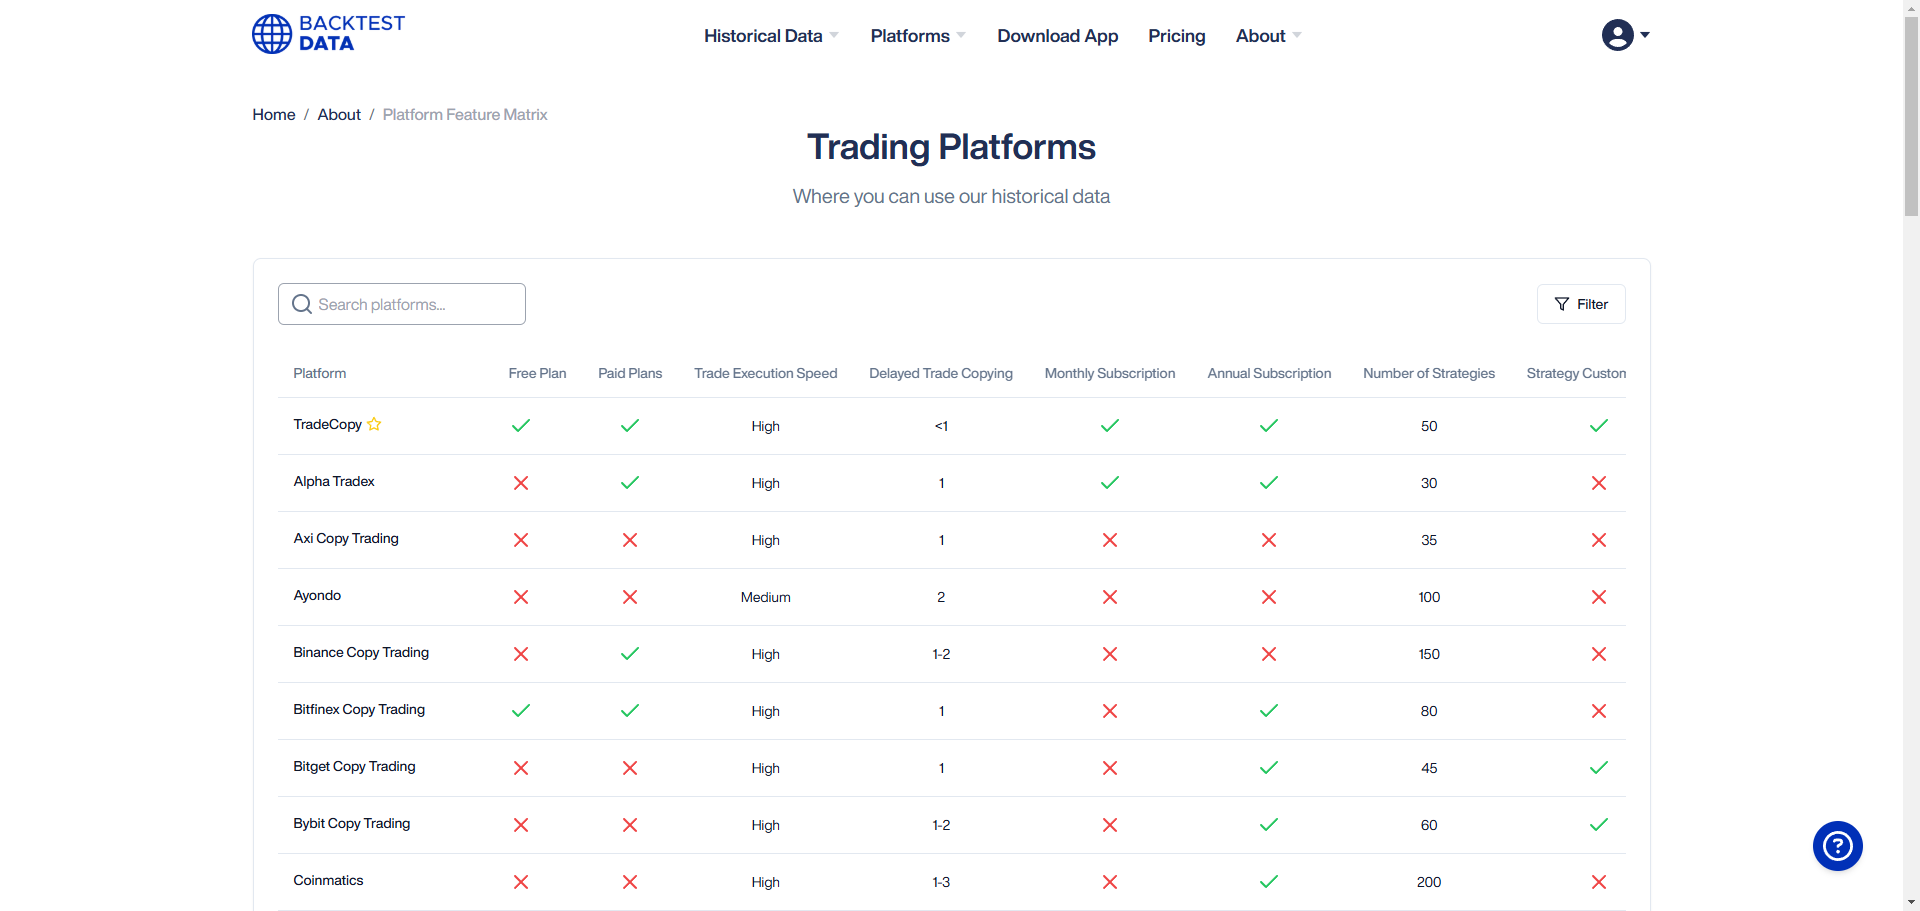 BACKTEST
DATA
Historical Data
Platforms
Download App
Pricing
About
Home / About / Platform Feature Matrix
Trading Platforms
Where you can use our historical data
Search platforms...
Filter
Platform Free Plan Paid Plans Trade Execution Speed Delayed Trade Copying Monthly Subscription Annual Subscription Number of Strategies Strategy Custom
TradeCopy High <1 50
Alpha Tradex High 1 30
Axi Copy Trading High 1 35
Ayondo Medium 2 100
Binance Copy Trading High 1-2 150
Bitfinex Copy Trading High 1 80
Bitget Copy Trading High 1 45
Bybit Copy Trading High 1-2 60
Coinmatics High 1-3 200